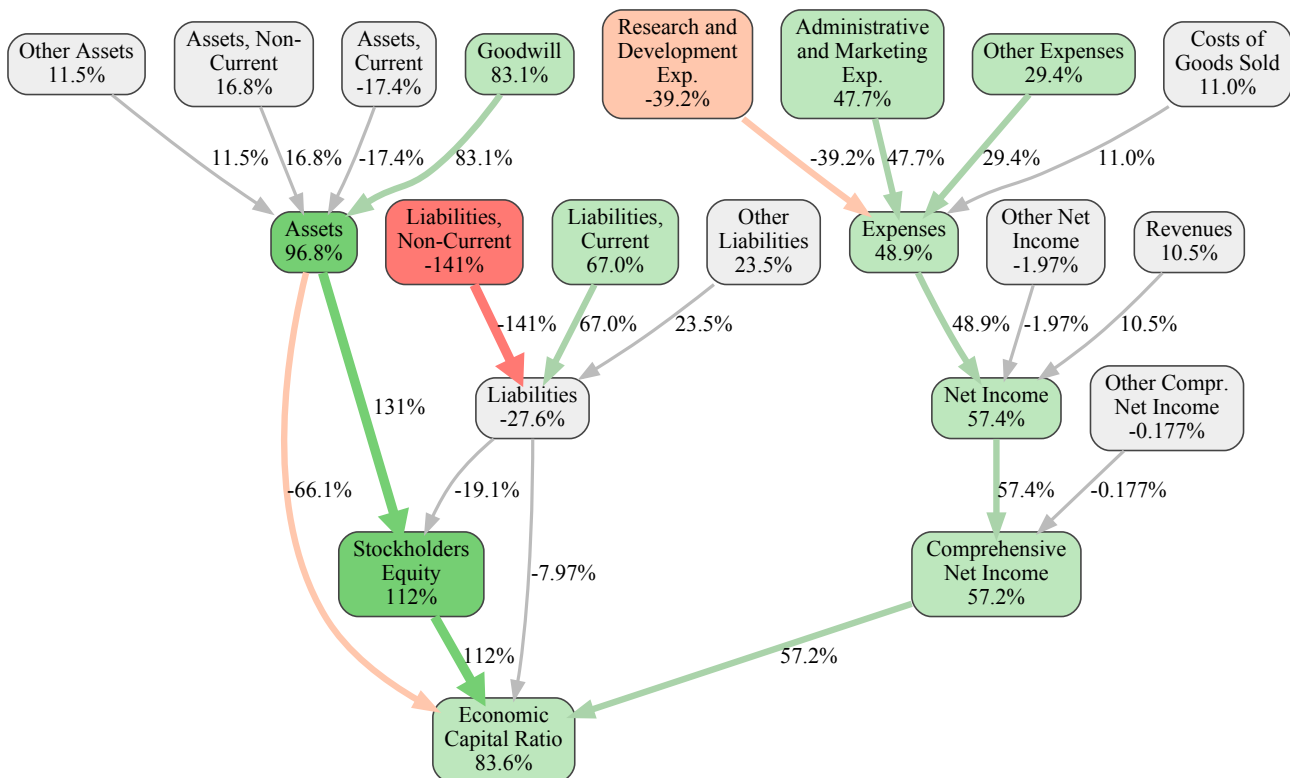 Other Assets
11.5%
Assets, Non-
Current
16.8%
Assets,
Current
-17.4%
Goodwill
83.1%
Research and
Development
Exp.
-39.2%
Administrative
and Marketing
Exp.
47.7%
Other Expenses
29.4%
Costs of
Goods Sold
11.0%
11.5%
16.8%
-17.4%
83.1%
-39.2%
47.7%
29.4%
11.0%
Assets
96.8%
Liabilities,
Non-Current
-141%
Liabilities,
Current
67.0%
Other
Liabilities
23.5%
Expenses
48.9%
Other Net
Income
-1.97%
Revenues
10.5%
-141%
67.0%
23.5%
48.9%
-1.97%
10.5%
131%
Liabilities
-27.6%
Net Income
57.4%
Other Compr.
Net Income
-0.177%
-66.1%
-19.1%
57.4%
-0.177%
Stockholders
Equity
112%
-7.97%
Comprehensive
Net Income
57.2%
112%
57.2%
Economic
Capital Ratio
83.6%